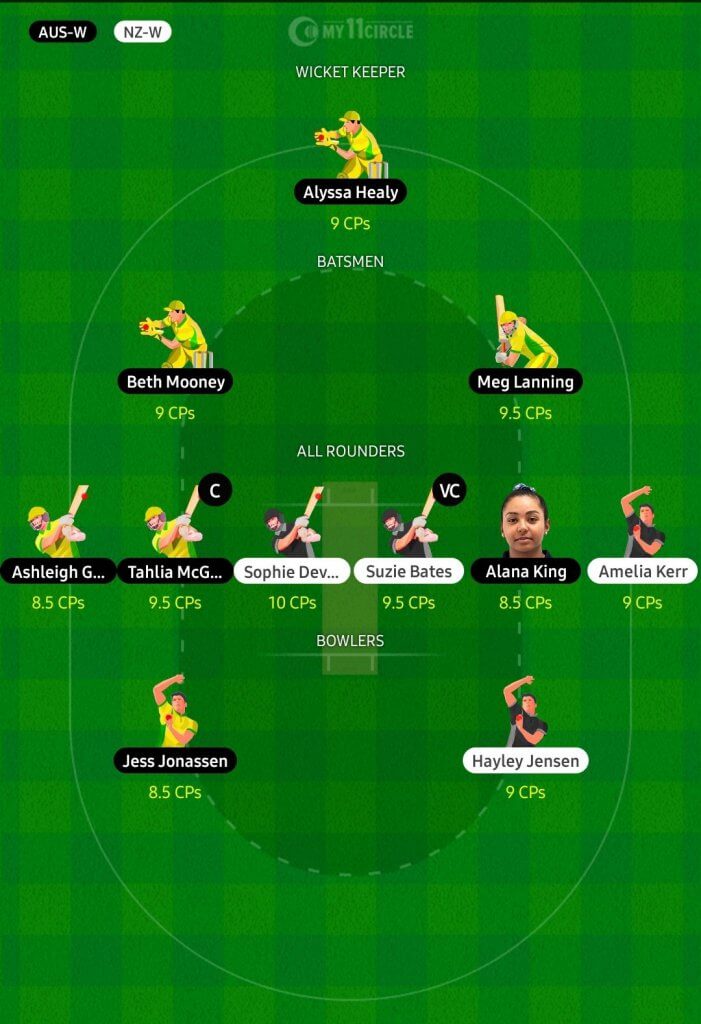 AUS-W NZ-W MY11CIRCLE
WICKET KEEPER
Alyssa Healy
9 CPs
BATSMEN
Beth Mooney Meg Lanning
9 CPs 9.5 CPs
ALL ROUNDERS
C VC
Ashleigh G... Tahlia McG... Sophie Dev... Suzie Bates Alana King Amelia Kerr
8.5 CPs 9.5 CPs 10 CPs 9.5 CPs 8.5 CPs 9 CPs
BOWLERS
Jess Jonassen Hayley Jensen
8.5 CPs 9 CPs